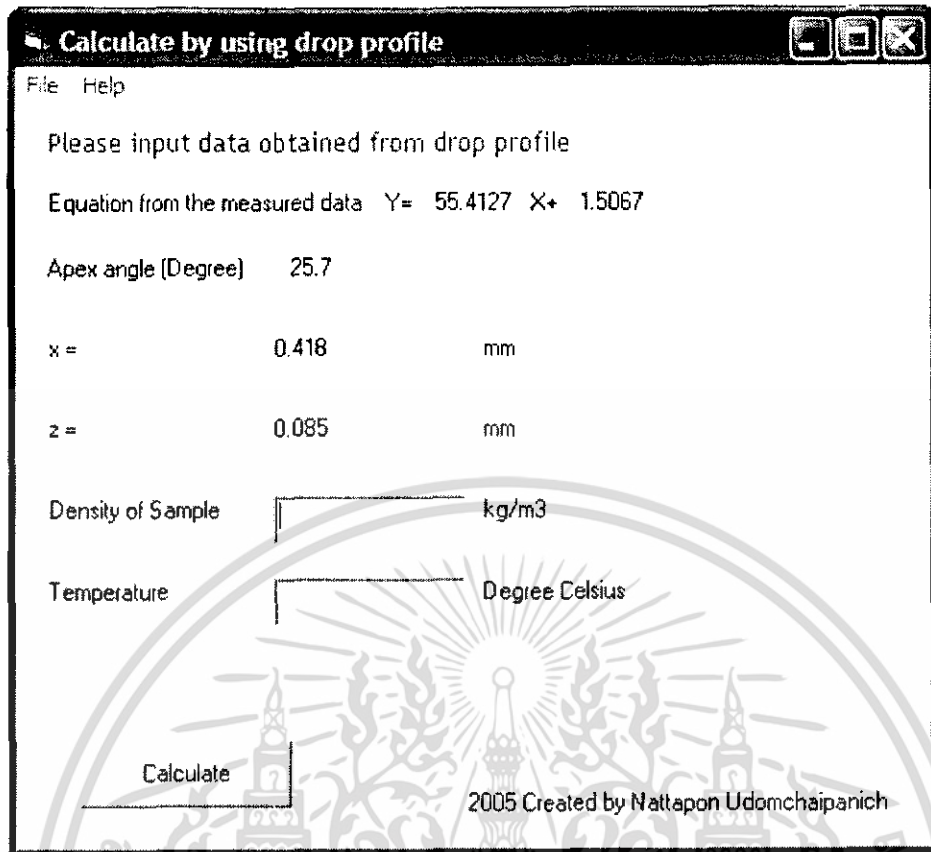 Calculate by using drop profile
File Help
Please input data obtained from drop profile
Equation from the measured data Y= 55.4127 X+ 1.5067
Apex angle (Degree) 25.7
x = 0.418 mm
z = 0.085 mm
Density of Sample kg/m3
Temperature Degree Celsius
Calculate
2005 Created by Nattapon Udomchaipanich